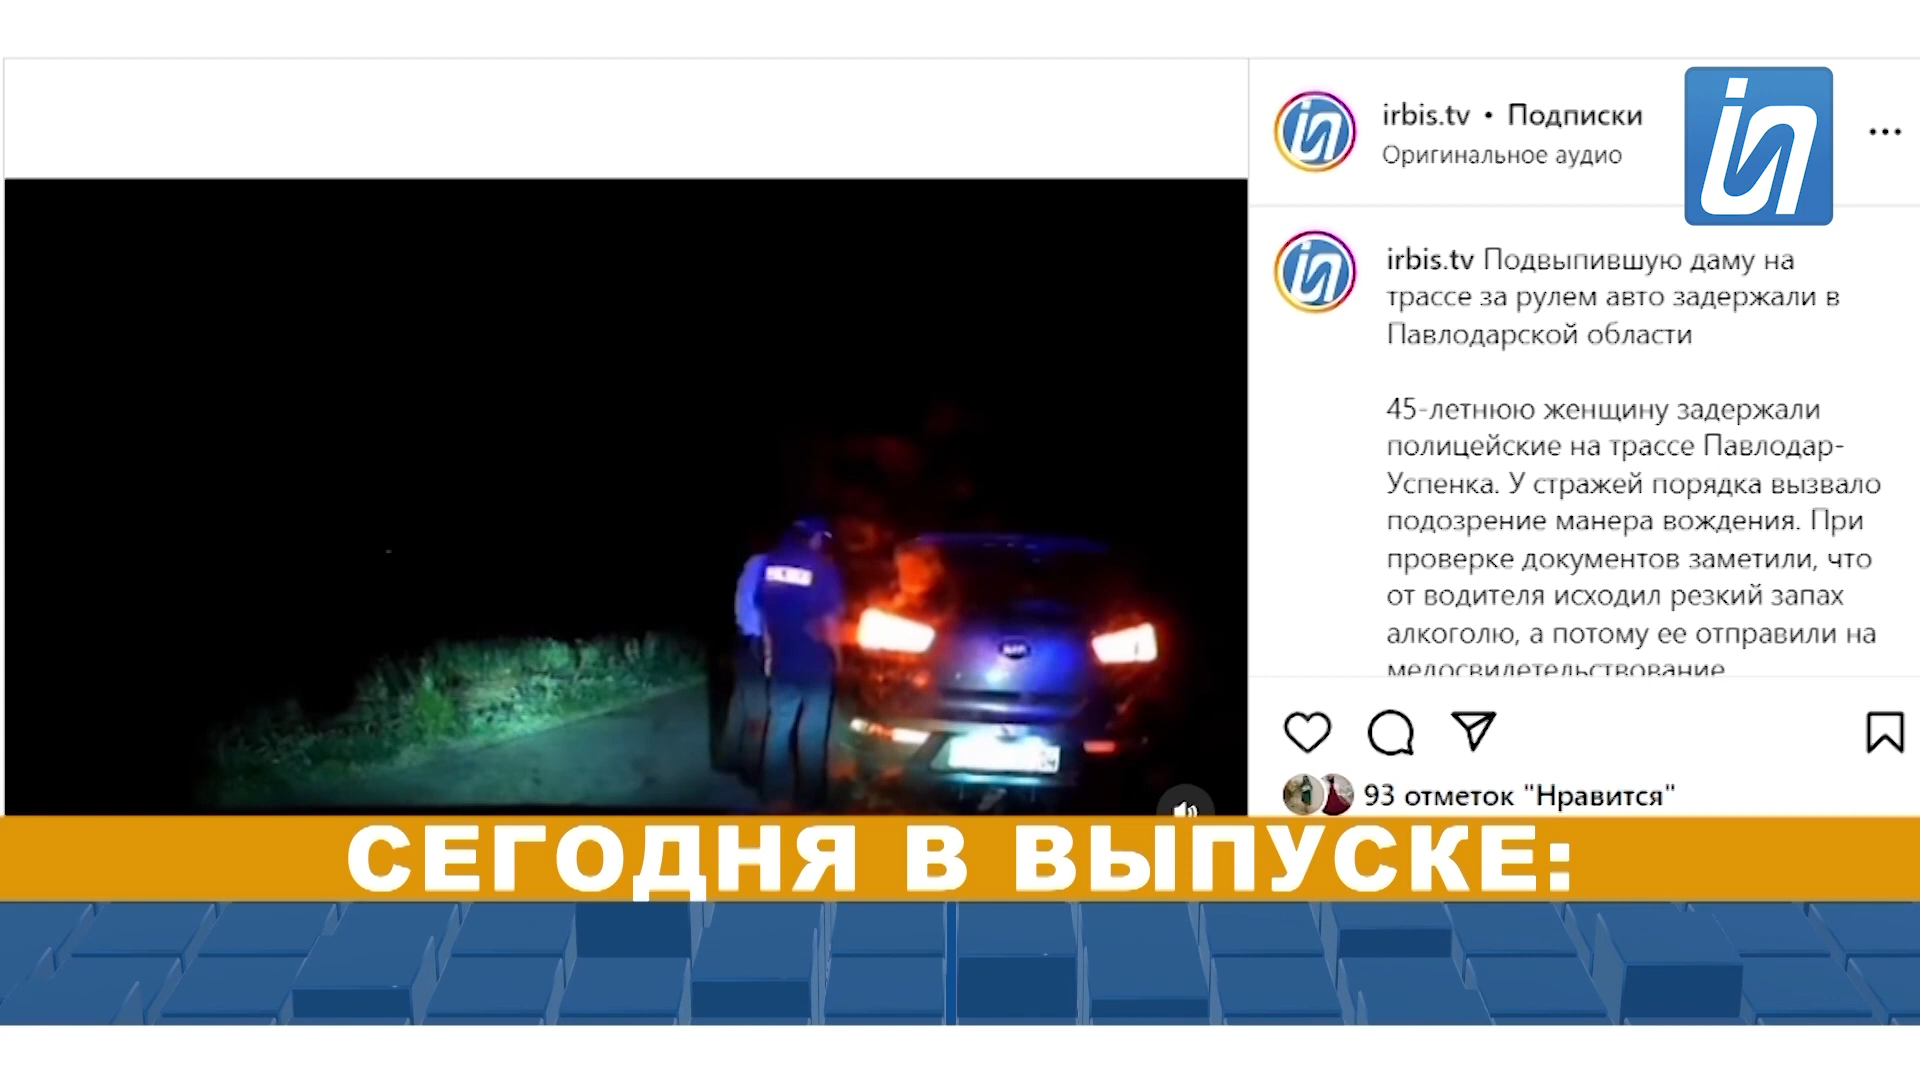 irbis.tv • Подписки
Оригинальное аудио
irbis.tv Подвыпившую даму на
трассе за рулем авто задержали в
Павлодарской области
45-летнюю женщину задержали
полицейские на трассе Павлодар-
Успенка. У стражей порядка вызвало
подозрение манера вождения. При
проверке документов заметили, что
от водителя исходил резкий запах
алкоголю, а потому ее отправили на
медосвидетельствование
93 отметок "Нравится"
СЕГОДНЯ В ВЫПУСКЕ: